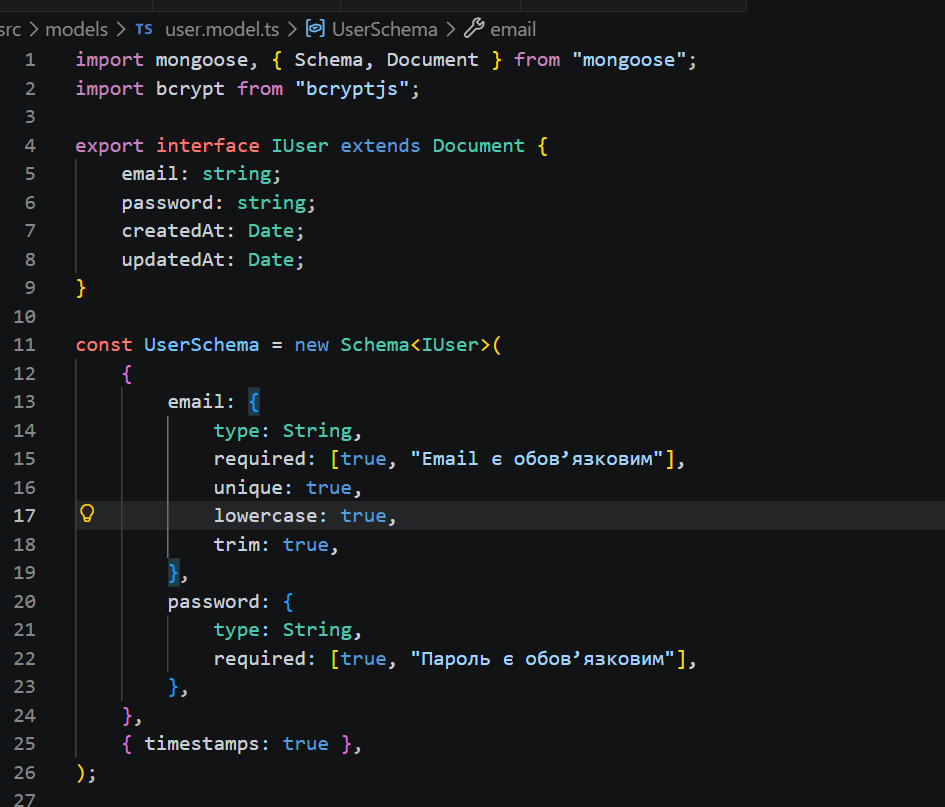 src > models > TS user.model.ts > UserSchema > email
1 import mongoose, { Schema, Document } from "mongoose";
2 import bcrypt from "bcryptjs";
3
4 export interface IUser extends Document {
5 email: string;
6 password: string;
7 createdAt: Date;
8 updatedAt: Date;
9 }
10
11 const UserSchema = new Schema<IUser>(
12 {
13 email: {
14 type: String,
15 required: [true, "Email є обов’язковим"],
16 unique: true,
17 lowercase: true,
18 trim: true,
19 },
20 password: {
21 type: String,
22 required: [true, "Пароль є обов’язковим"],
23 },
24 },
25 { timestamps: true },
26 );
27